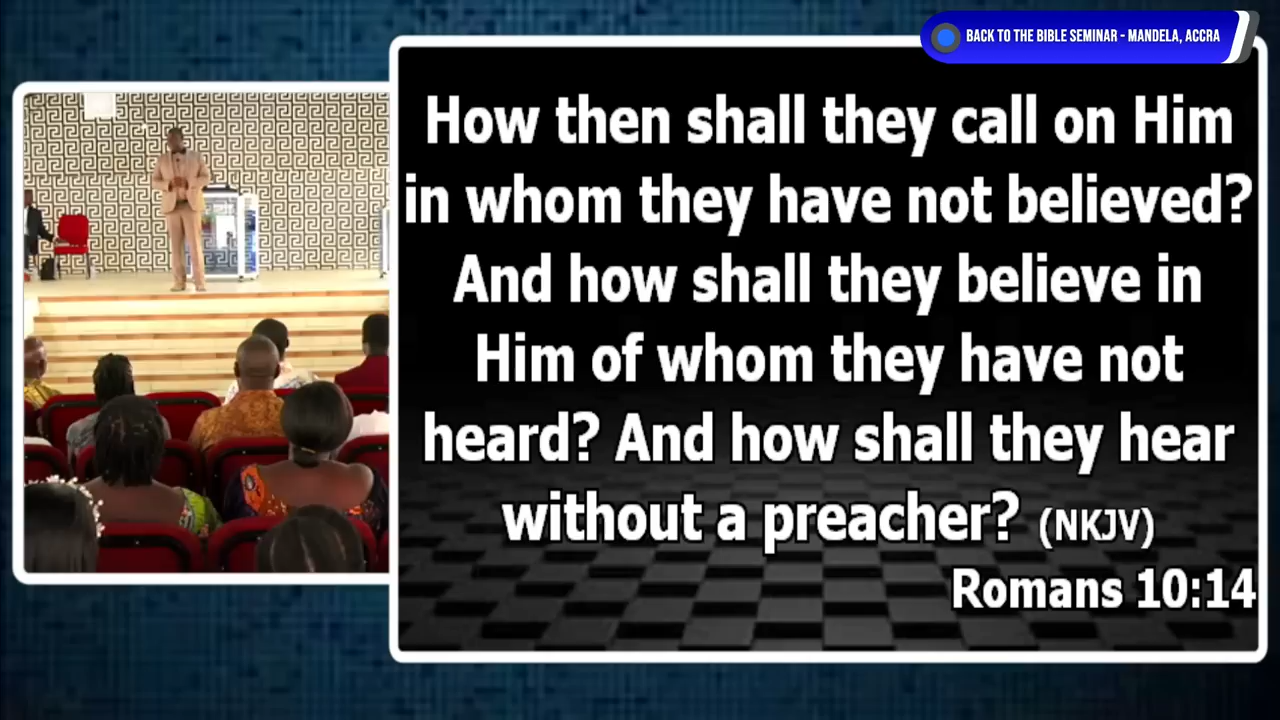 BACK TO THE BIBLE SEMINAR - MANDELA, ACCRA
How then shall they call on Him
in whom they have not believed?
And how shall they believe in
Him of whom they have not
heard? And how shall they hear
without a preacher? (NKJV)
Romans 10:14